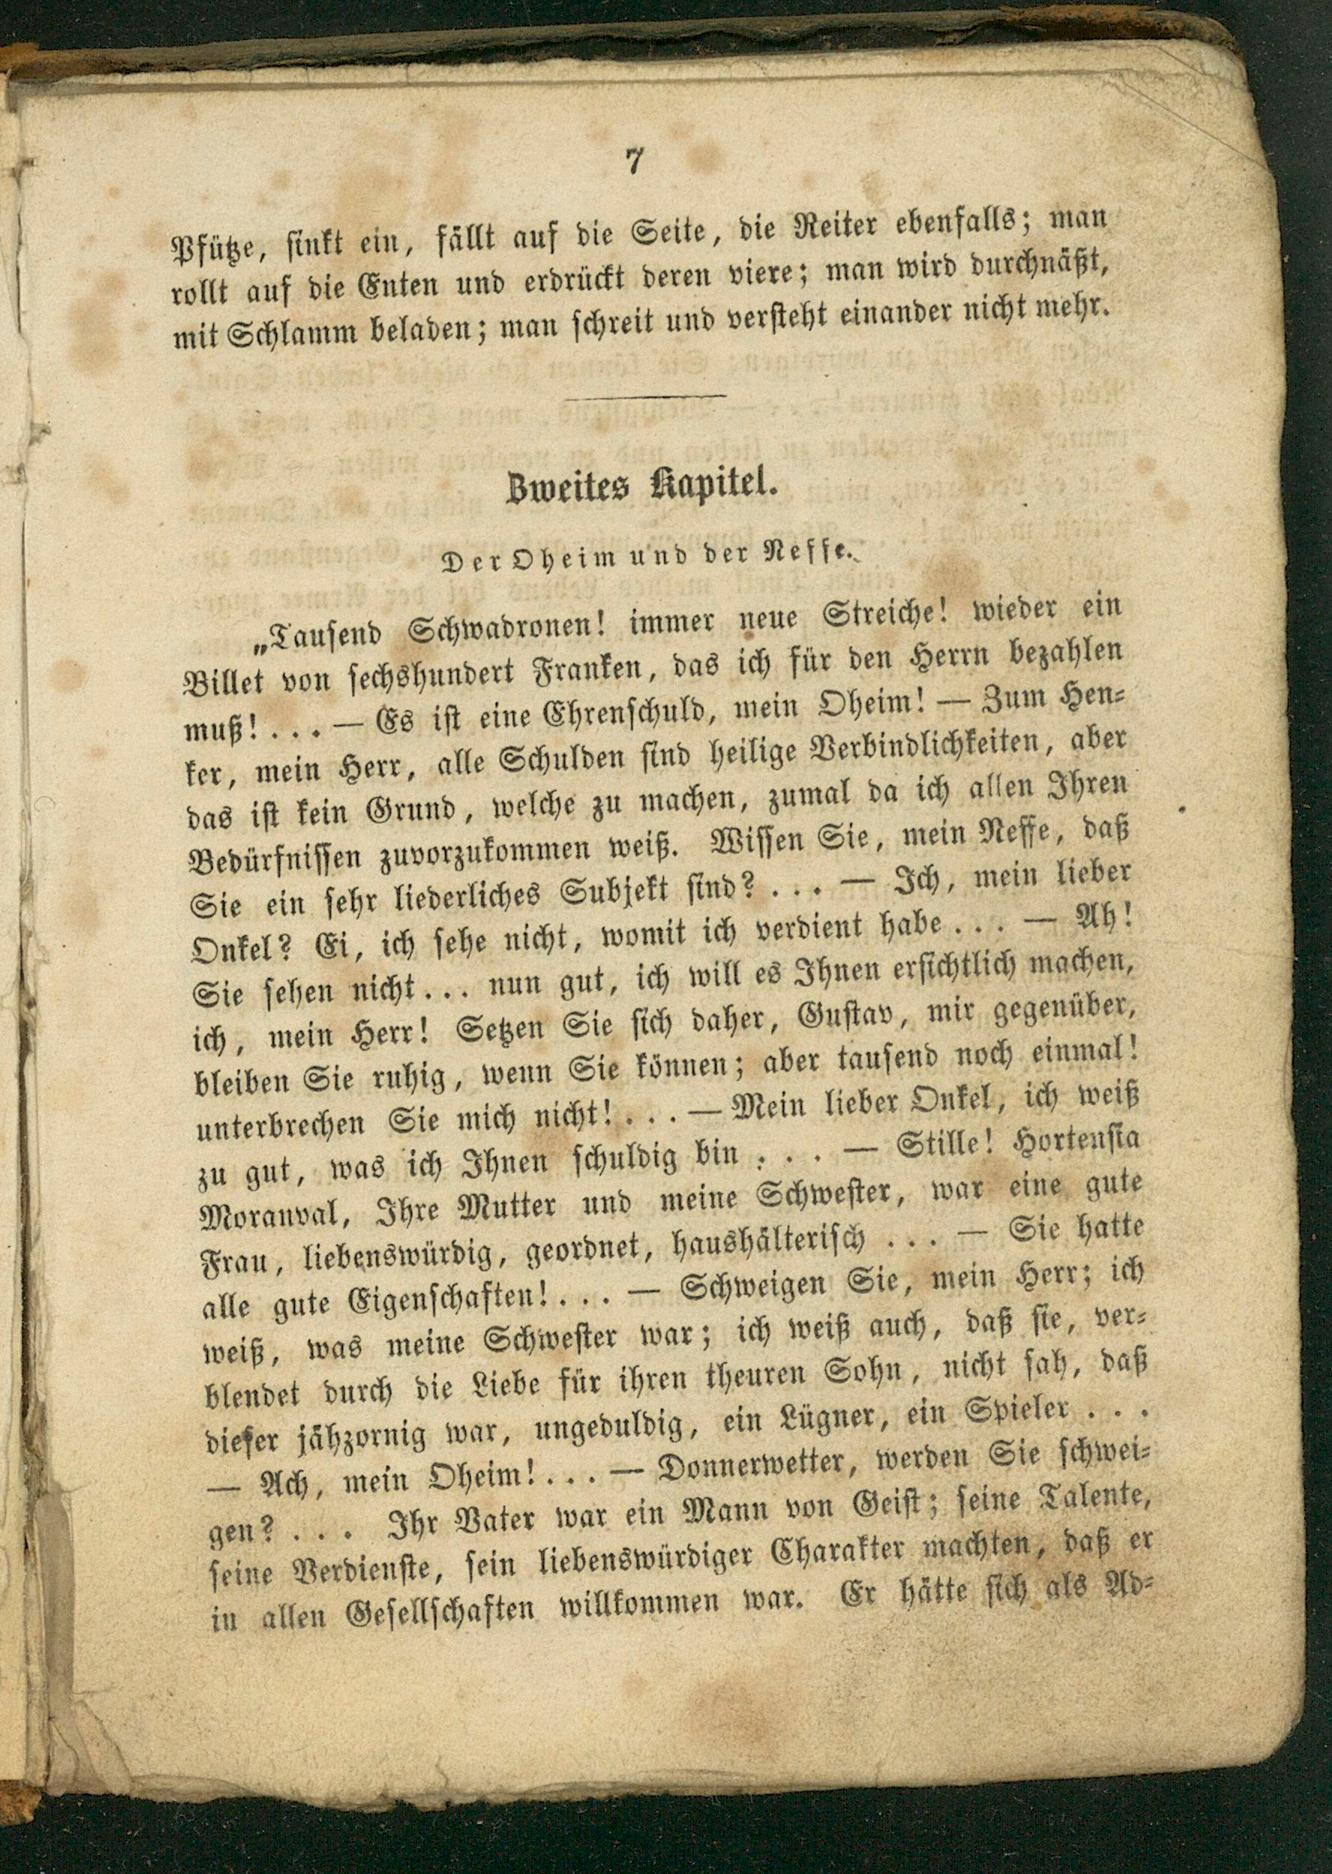 7
Pfütze, sinkt ein, fällt auf die Seite, die Reiter ebenfalls; man
rollt auf die Enten und erdrückt deren viere; man wird durchnäßt,
mit Schlamm beladen; man schreit und versteht einander nicht mehr.
Zweites Kapitel.
Der Oheim und der Neffe.
„Tausend Schwadronen! immer neue Streiche! wieder ein
Billet von sechshundert Franken, das ich für den Herrn bezahlen
muß! . . . — Es ist eine Ehrenschuld, mein Oheim! — Zum Hen-
ker, mein Herr, alle Schulden sind heilige Verbindlichkeiten, aber
das ist kein Grund, welche zu machen, zumal da ich allen Ihren
Bedürfnissen zuvorzukommen weiß. Wissen Sie, mein Neffe, daß
Sie ein sehr liederliches Subjekt sind? . . . — Ich, mein lieber
Onkel? Ei, ich sehe nicht, womit ich verdient habe . . . — Ah!
Sie sehen nicht . . . nun gut, ich will es Ihnen ersichtlich machen,
ich, mein Herr! Setzen Sie sich daher, Gustav, mir gegenüber,
bleiben Sie ruhig, wenn Sie können; aber tausend noch einmal!
unterbrechen Sie mich nicht! . . . — Mein lieber Onkel, ich weiß
zu gut, was ich Ihnen schuldig bin . . . — Stille! Hortensia
Moranval, Ihre Mutter und meine Schwester, war eine gute
Frau, liebenswürdig, geordnet, haushälterisch . . . — Sie hatte
alle gute Eigenschaften! . . . — Schweigen Sie, mein Herr; ich
weiß, was meine Schwester war; ich weiß auch, daß sie, ver-
blendet durch die Liebe für ihren theuren Sohn, nicht sah, daß
dieser jähzornig war, ungeduldig, ein Lügner, ein Spieler . . .
— Ach, mein Oheim! . . . — Donnerwetter, werden Sie schwei-
gen? . . . Ihr Vater war ein Mann von Geist; seine Talente,
seine Verdienste, sein liebenswürdiger Charakter machten, daß er
in allen Gesellschaften willkommen war. Er hätte sich als Ad-